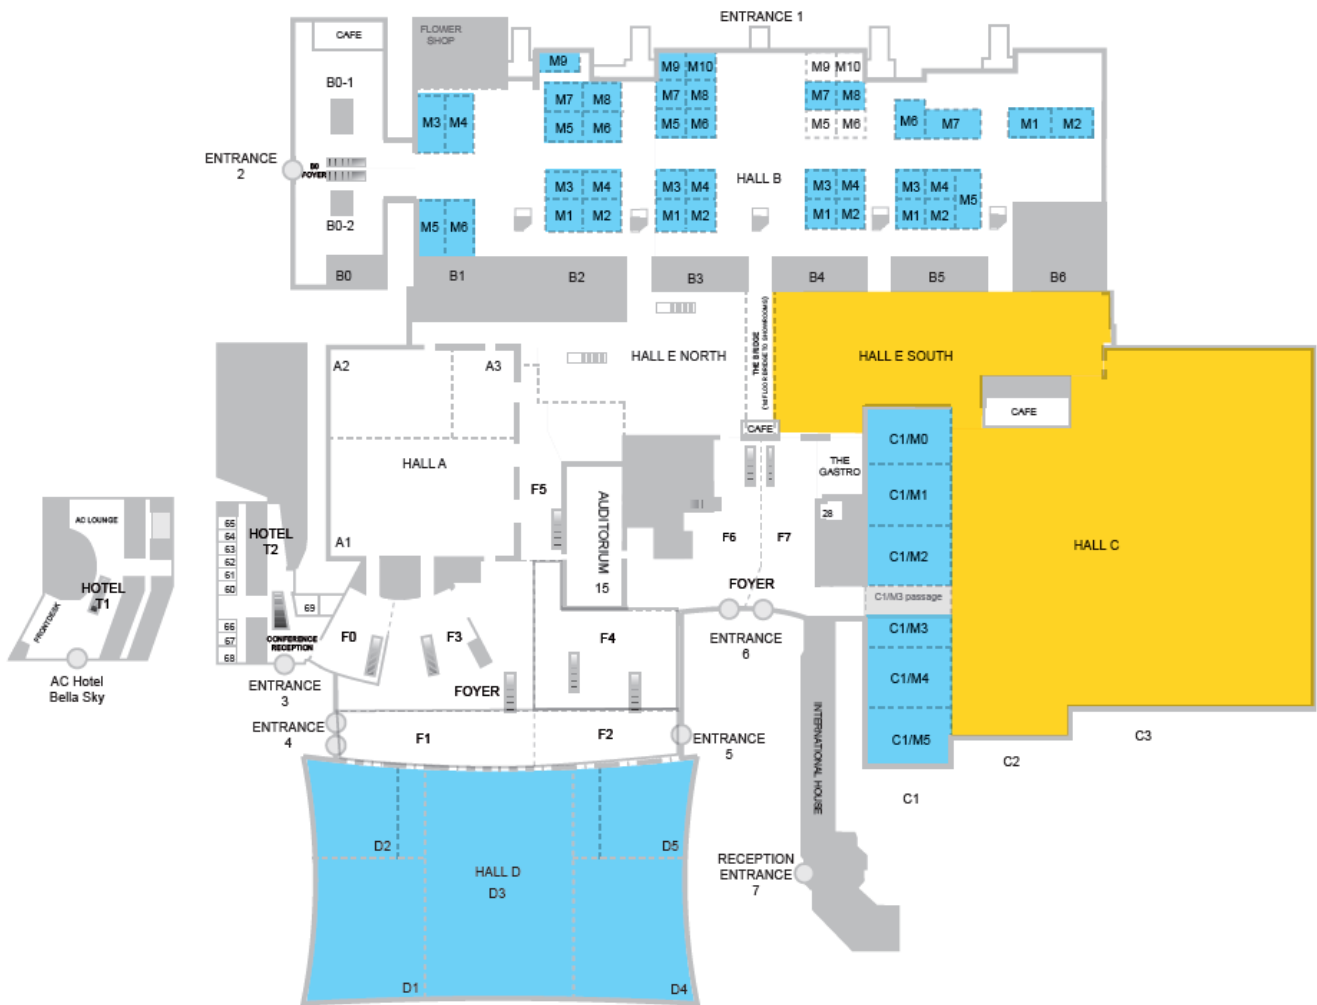 ENTRANCE 1
CAFE
FLOWER
SHOP
B0-1
ENTRANCE
2
B0
FOYER
B0-2
B0
M3 M4
M5 M6
B1
M9
M7 M8
M5 M6
M3 M4
M1 M2
B2
M9 M10
M7 M8
M5 M6
M3 M4
M1 M2
B3
HALL B
M9 M10
M7 M8
M5 M6
M3 M4
M1 M2
B4
M6 M7
M3 M4
M5
M1 M2
B5
M1 M2
B6
HALL E NORTH
THE BRIDGE
(1st FLOOR BRIDGE TO SHOWROOMS)
HALL E SOUTH
CAFE
CAFE
A2
A3
HALL A
A1
F5
AUDITORIUM
15
THE
GASTRO
28
F6
F7
FOYER
ENTRANCE
6
C1/M0
C1/M1
C1/M2
C1/M3 passage
C1/M3
C1/M4
C1/M5
HALL C
C1
C2
C3
AC LOUNGE
HOTEL
T1
FRONTDESK
AC Hotel
Bella Sky
65
64
63
62
61
60
HOTEL
T2
69
66
67
68
CONFERENCE
RECEPTION
ENTRANCE
3
F0
F3
F4
FOYER
ENTRANCE
4
F1
F2
ENTRANCE
5
INTERNATIONAL HOUSE
RECEPTION
ENTRANCE
7
D2
D5
HALL D
D3
D1
D4